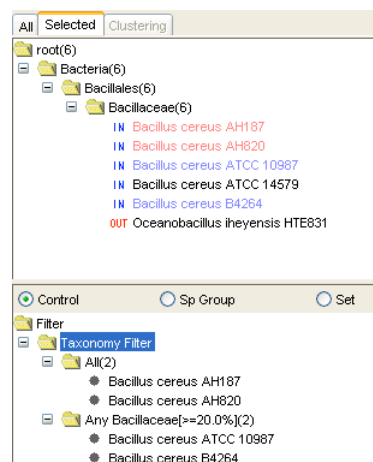 All Selected Clustering
root(6)
Bacteria(6)
Bacillales(6)
Bacillaceae(6)
IN Bacillus cereus AH187
IN Bacillus cereus AH820
IN Bacillus cereus ATCC 10987
IN Bacillus cereus ATCC 14579
IN Bacillus cereus B4264
OUT Oceanobacillus iheyensis HTE831
Control Sp Group Set
Filter
Taxonomy Filter
All(2)
Bacillus cereus AH187
Bacillus cereus AH820
Any Bacillaceae[>=20.0%](2)
Bacillus cereus ATCC 10987
Bacillus cereus B4264